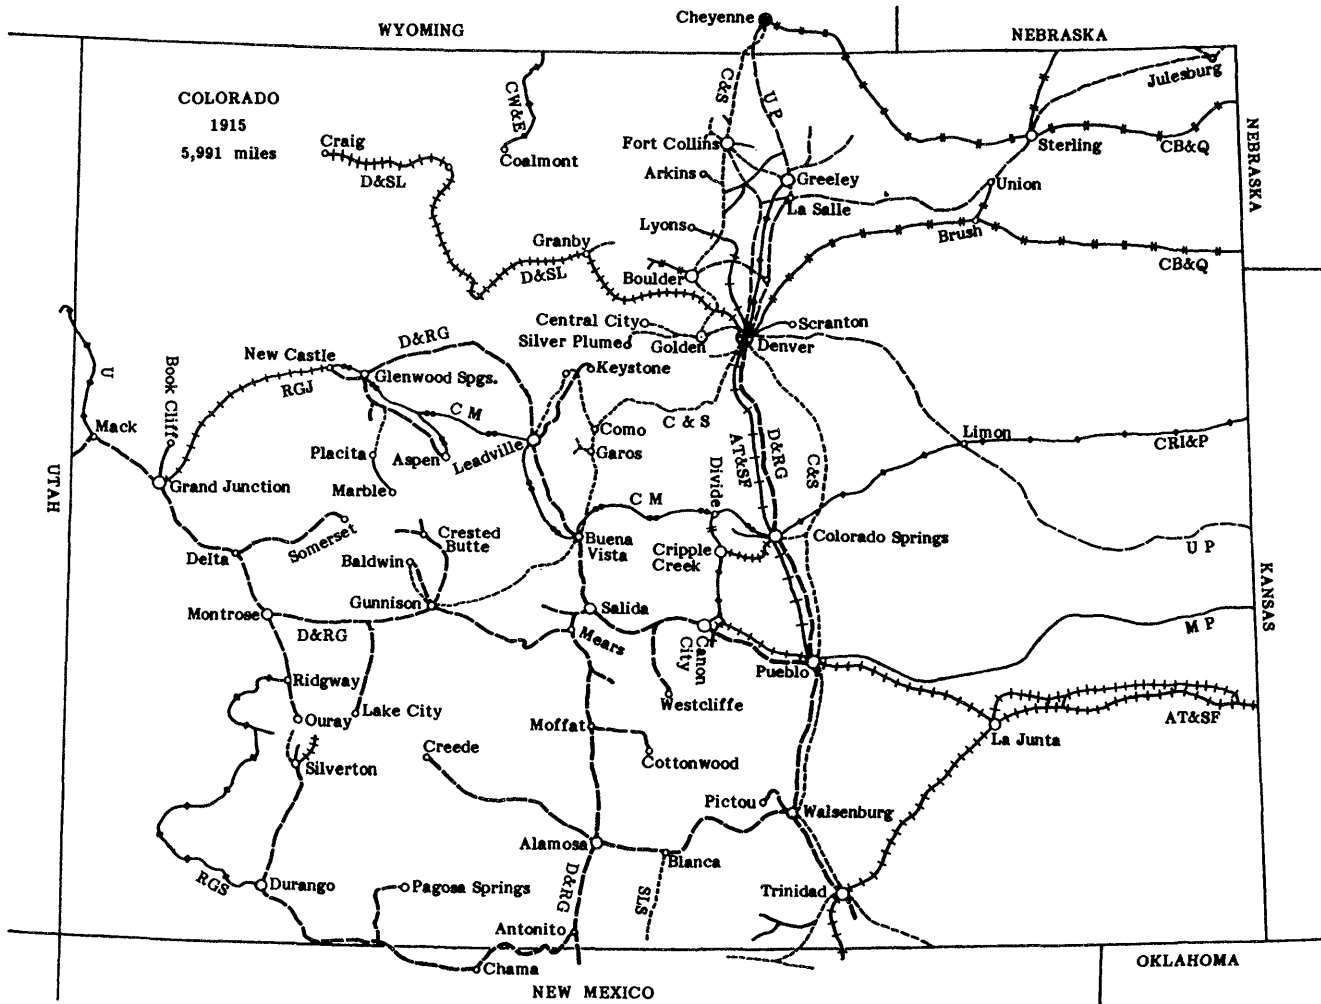 Cheyenne
WYOMING
NEBRASKA
Julesburg
COLORADO
1915
5,991 miles
CW&E
C&S
U P
NEBRASKA
Craig
D&SL
Coalmont
Fort Collins
Sterling
CB&Q
Arkins
Greeley
La Salle
Union
Lyons
Brush
CB&Q
Granby
D&SL
Boulder
Central City
Silver Plume
Golden
Denver
Scranton
D&RG
New Castle
Glenwood Spgs.
RGJ
Keystone
U
Book Cliff
Mack
C M
C & S
Como
Garos
Leadville
Placita
Aspen
Marble
AT&SF
D&RG
C&S
Limon
CRI&P
UTAH
Grand Junction
C M
Divide
Somerset
Crested
Butte
Buena
Vista
Colorado Springs
Cripple
Creek
U P
Delta
Baldwin
Gunnison
KANSAS
Montrose
D&RG
Salida
Mears
Canon
City
M P
Pueblo
Ridgway
Ouray
Lake City
Westcliffe
AT&SF
La Junta
Moffat
Creede
Silverton
Cottonwood
Pictou
Walsenburg
Alamosa
Blanca
RGS
Durango
Pagosa Springs
D&RG
SLS
Trinidad
Antonito
Chama
OKLAHOMA
NEW MEXICO